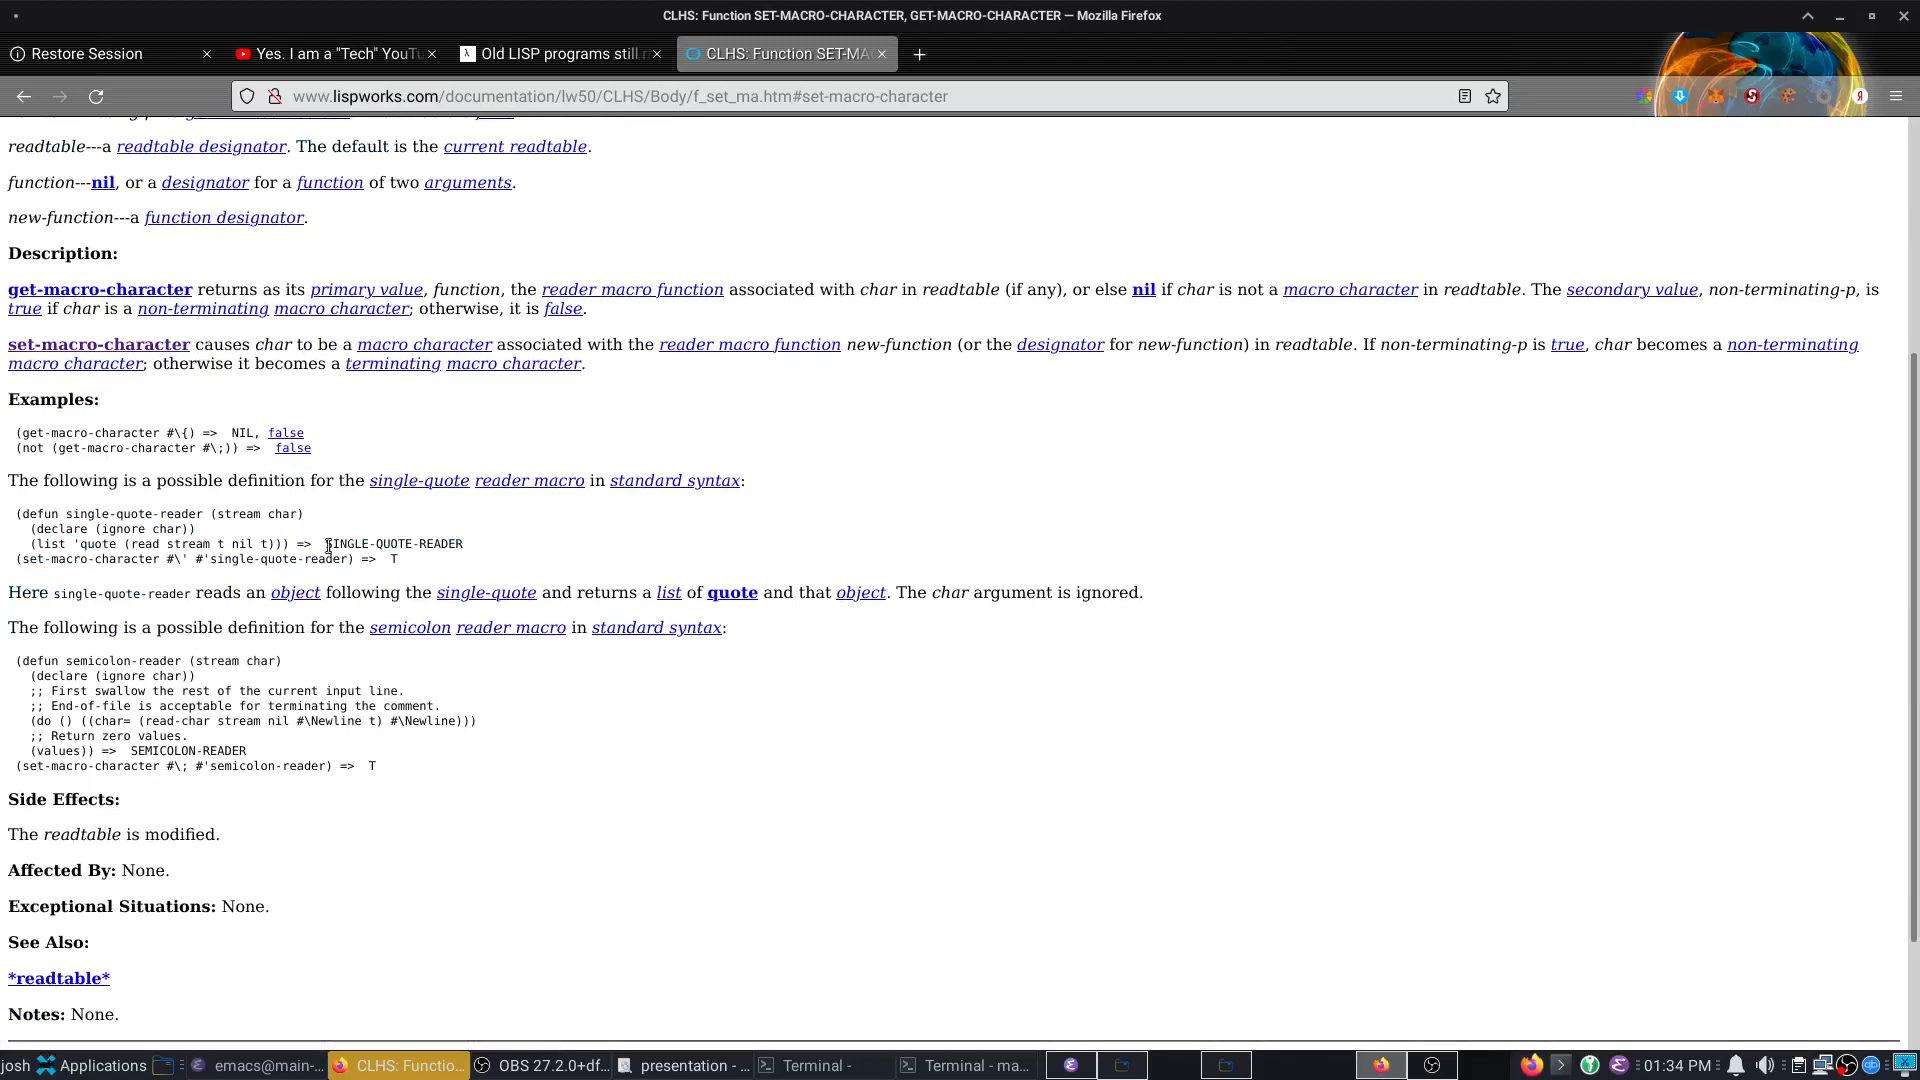 CLHS: Function SET-MACRO-CHARACTER, GET-MACRO-CHARACTER — Mozilla Firefox
Restore Session
Yes. I am a "Tech" YouTu
Old LISP programs still
CLHS: Function SET-MA
www.lispworks.com/documentation/lw50/CLHS/Body/f_set_ma.htm#set-macro-character
readtable---a readtable designator. The default is the current readtable.
function---nil, or a designator for a function of two arguments.
new-function---a function designator.
Description:
get-macro-character returns as its primary value, function, the reader macro function associated with char in readtable (if any), or else nil if char is not a macro character in readtable. The secondary value, non-terminating-p, is
true if char is a non-terminating macro character; otherwise, it is false.
set-macro-character causes char to be a macro character associated with the reader macro function new-function (or the designator for new-function) in readtable. If non-terminating-p is true, char becomes a non-terminating
macro character; otherwise it becomes a terminating macro character.
Examples:
(get-macro-character #\{) =>  NIL, false
(not (get-macro-character #\;)) =>  false
The following is a possible definition for the single-quote reader macro in standard syntax:
(defun single-quote-reader (stream char)
(declare (ignore char))
(list 'quote (read stream t nil t))) =>  SINGLE-QUOTE-READER
(set-macro-character #\' #'single-quote-reader) =>  T
Here single-quote-reader reads an object following the single-quote and returns a list of quote and that object. The char argument is ignored.
The following is a possible definition for the semicolon reader macro in standard syntax:
(defun semicolon-reader (stream char)
(declare (ignore char))
;; First swallow the rest of the current input line.
;; End-of-file is acceptable for terminating the comment.
(do () ((char= (read-char stream nil #\Newline t) #\Newline)))
;; Return zero values.
(values)) =>  SEMICOLON-READER
(set-macro-character #\; #'semicolon-reader) =>  T
Side Effects:
The readtable is modified.
Affected By: None.
Exceptional Situations: None.
See Also:
*readtable*
Notes: None.
josh Applications emacs@main-... CLHS: Functio... OBS 27.2.0+df... presentation - ... Terminal - Terminal - ma... 01:34 PM